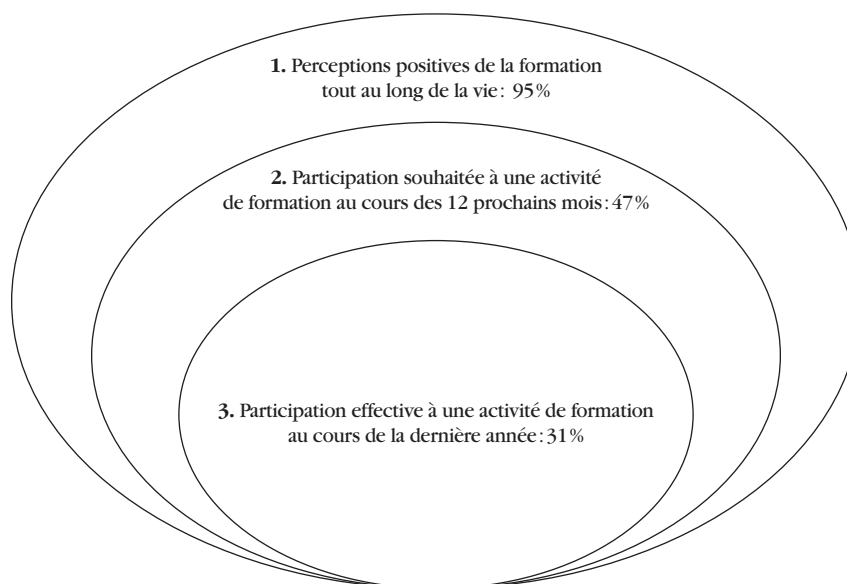 1. Perceptions positives de la formation
tout au long de la vie: 95%
2. Participation souhaitée à une activité
de formation au cours des 12 prochains mois: 47%
3. Participation effective à une activité de formation
au cours de la dernière année: 31%